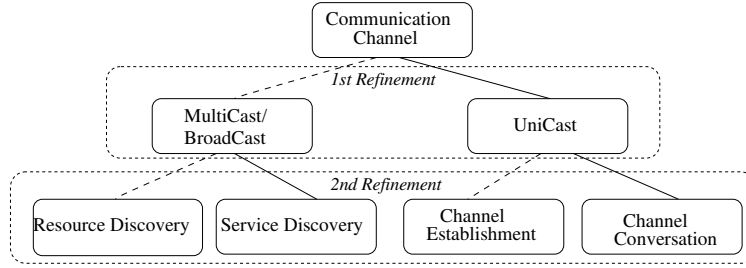 Communication
Channel
1st Refinement
MultiCast/
BroadCast
UniCast
2nd Refinement
Resource Discovery
Service Discovery
Channel
Establishment
Channel
Conversation